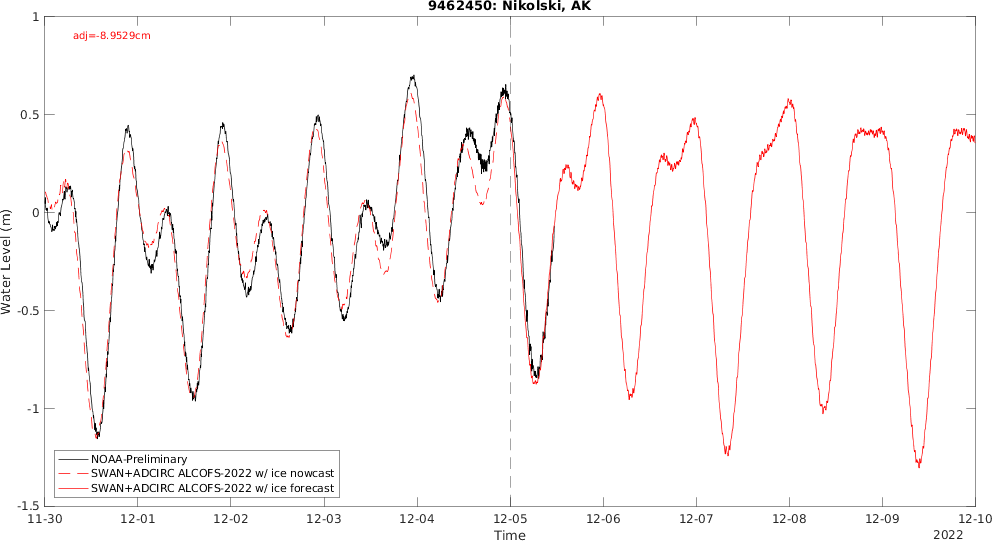 9462450: Nikolski, AK
adj=-8.9529cm
Water Level (m)
1
0.5
0
-0.5
-1
-1.5
NOAA-Preliminary
SWAN+ADCIRC ALCOFS-2022 w/ ice nowcast
SWAN+ADCIRC ALCOFS-2022 w/ ice forecast
11-30 12-01 12-02 12-03 12-04 12-05 12-06 12-07 12-08 12-09 12-10
Time
2022